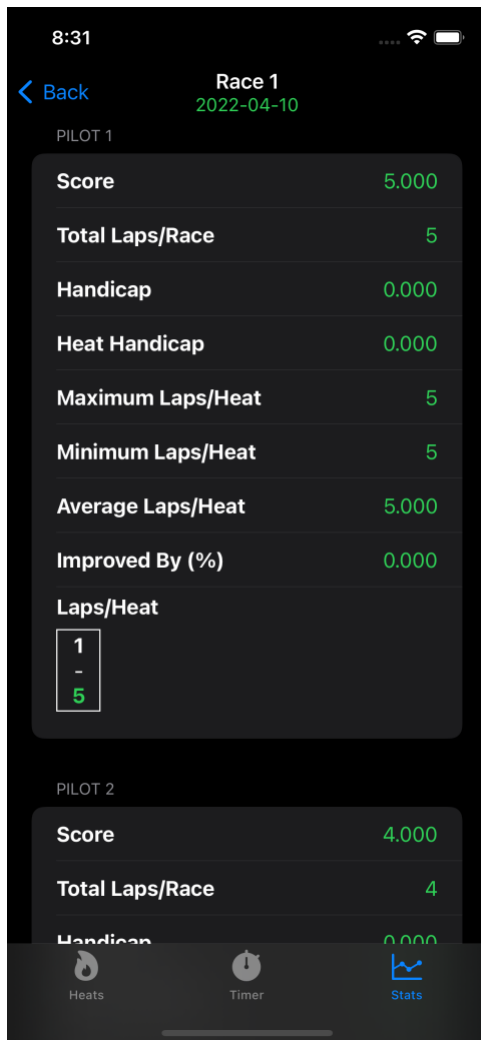 8:31
Back
Race 1
2022-04-10
PILOT 1
Score 5.000
Total Laps/Race 5
Handicap 0.000
Heat Handicap 0.000
Maximum Laps/Heat 5
Minimum Laps/Heat 5
Average Laps/Heat 5.000
Improved By (%) 0.000
Laps/Heat
1
-
5
PILOT 2
Score 4.000
Total Laps/Race 4
Handicap 0.000
Heats Timer Stats